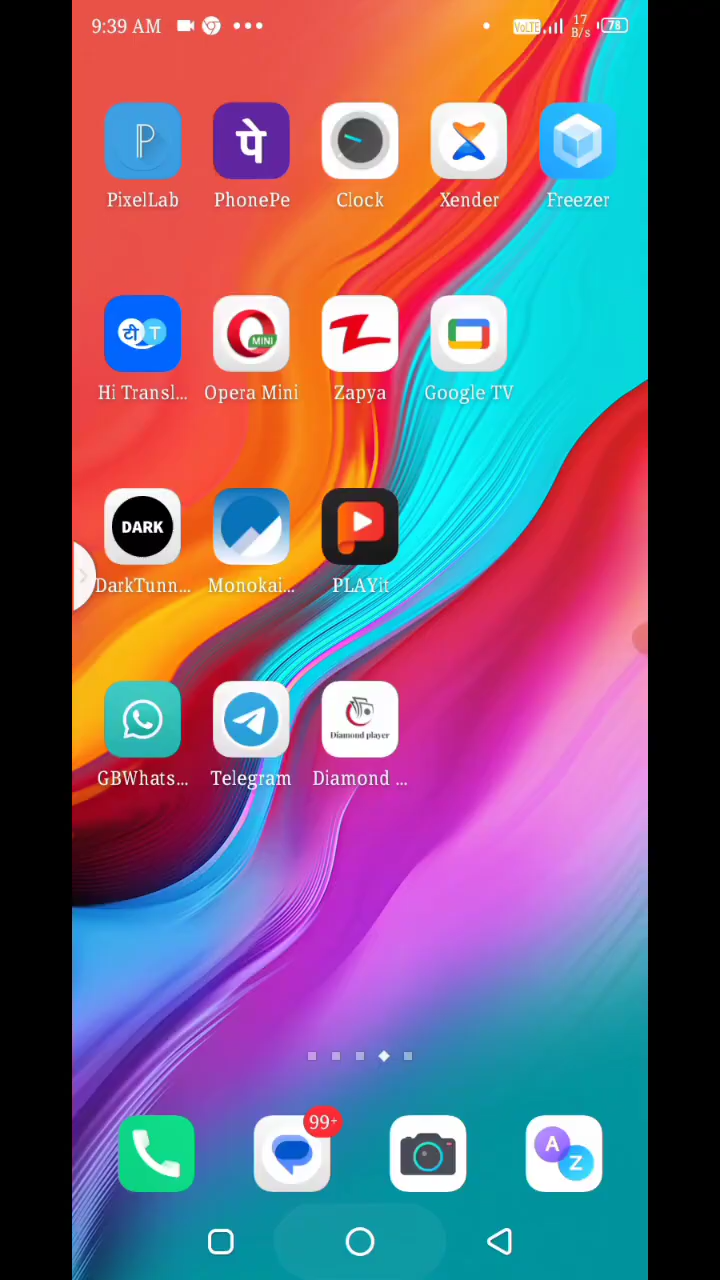 9:39 AM
VoLTE
17
B/s
78
P
पे
PixelLab
PhonePe
Clock
Xender
Freezer
टी T
MINI
Hi Transl...
Opera Mini
Zapya
Google TV
DARK
DarkTunn...
Monokai...
PLAYit
Diamond player
GBWhats...
Telegram
Diamond ...
99+
A
Z